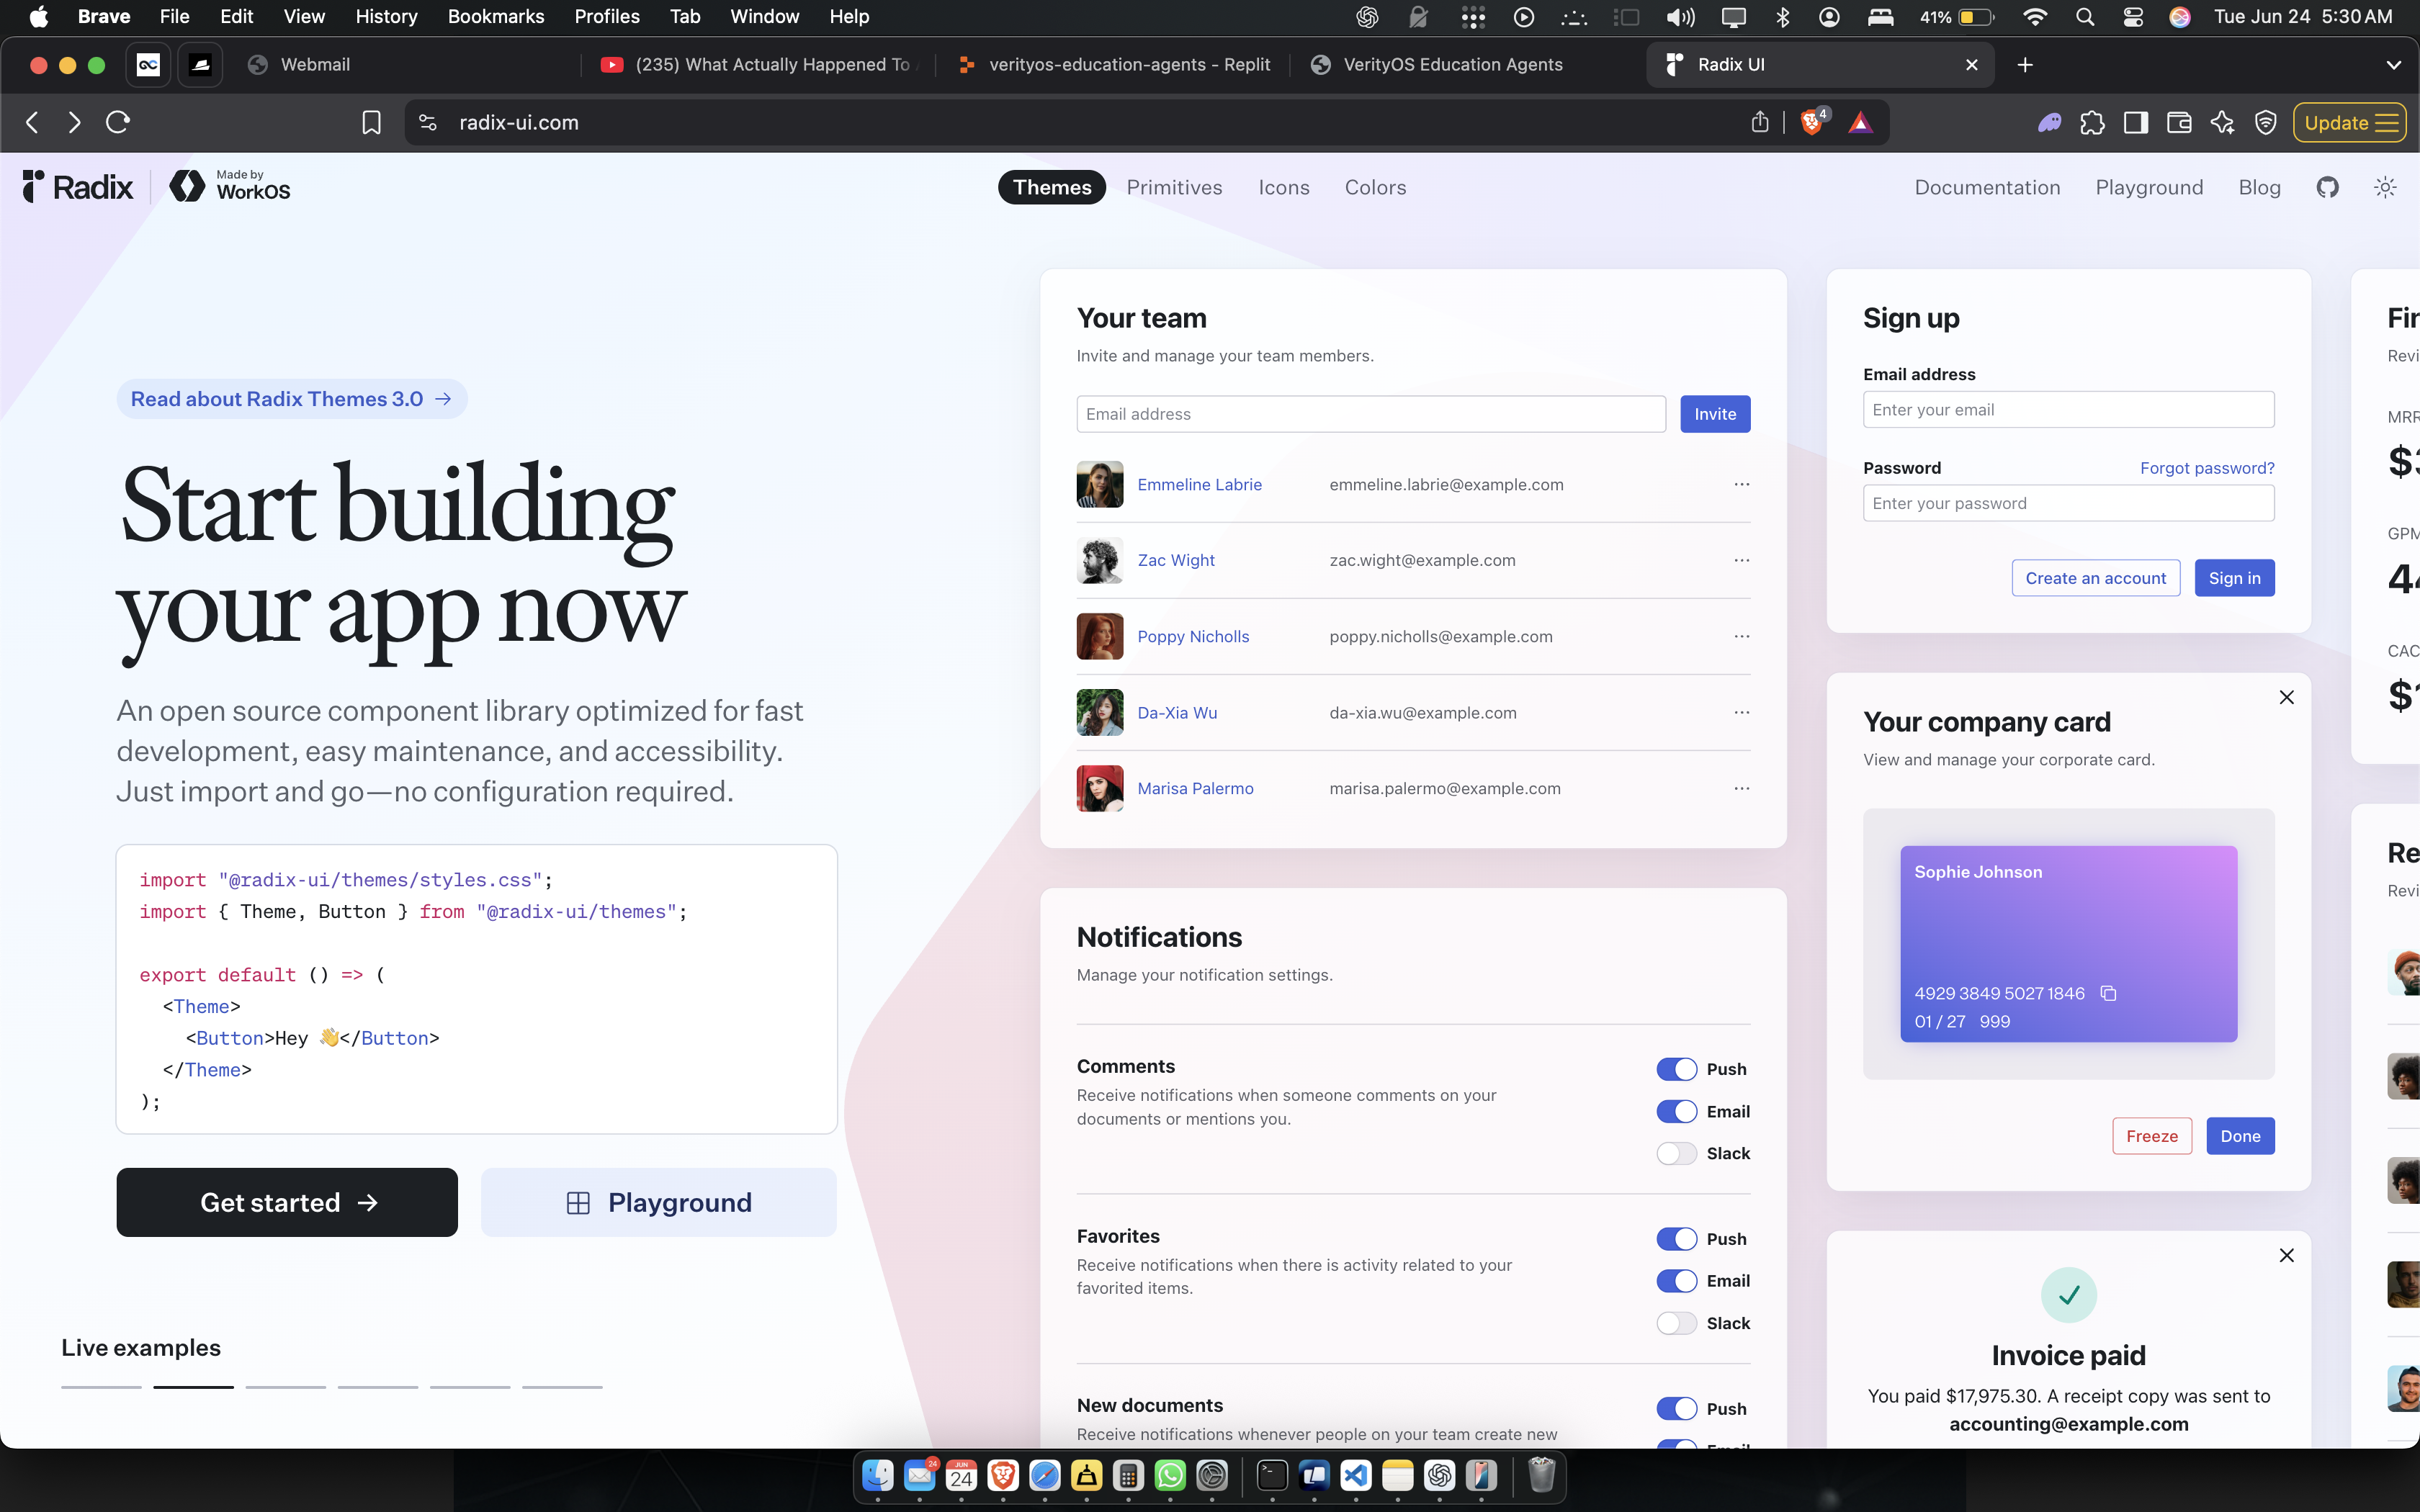 Brave File Edit View History Bookmarks Profiles Tab Window Help
41% Tue Jun 24 5:30 AM
Webmail
(235) What Actually Happened To
verityos-education-agents - Replit
VerityOS Education Agents
Radix UI
radix-ui.com
4
Update
Radix
Made by
WorkOS
Themes Primitives Icons Colors
Documentation Playground Blog
Read about Radix Themes 3.0 →
Start building
your app now
An open source component library optimized for fast
development, easy maintenance, and accessibility.
Just import and go—no configuration required.
import "@radix-ui/themes/styles.css";
import { Theme, Button } from "@radix-ui/themes";
export default () => (
<Theme>
<Button>Hey 👋</Button>
</Theme>
);
Get started →
Playground
Live examples
Your team
Invite and manage your team members.
Email address
Invite
Emmeline Labrie emmeline.labrie@example.com ···
Zac Wight zac.wight@example.com ···
Poppy Nicholls poppy.nicholls@example.com ···
Da-Xia Wu da-xia.wu@example.com ···
Marisa Palermo marisa.palermo@example.com ···
Notifications
Manage your notification settings.
Comments
Receive notifications when someone comments on your
documents or mentions you.
Push
Email
Slack
Favorites
Receive notifications when there is activity related to your
favorited items.
Push
Email
Slack
New documents
Receive notifications whenever people on your team create new
Push
Email
Sign up
Email address
Enter your email
Password Forgot password?
Enter your password
Create an account Sign in
Your company card
View and manage your corporate card.
Sophie Johnson
4929 3849 5027 1846
01 / 27 999
Freeze Done
Invoice paid
You paid $17,975.30. A receipt copy was sent to
accounting@example.com
Revi
MRR
GPM
CAC
Re
Revi
24
JUN
24